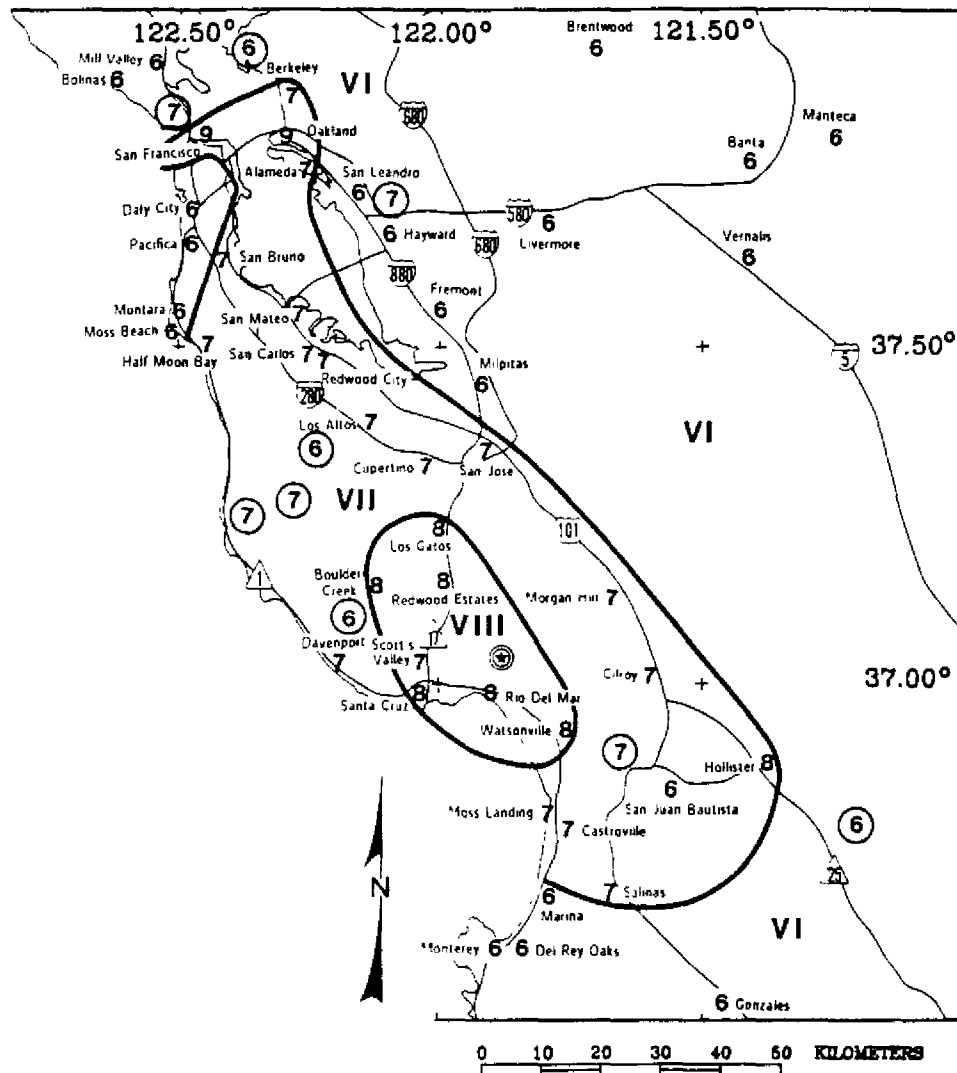 122.50° 122.00° 121.50°
Brentwood
6
Mill Valley 6
6
Berkeley
VI
Bolinas 6
7
7
680
Manteca
6
9
9 Oakland
Banta
6
San Francisco
Alameda 7
San Leandro
6
7
Daly City 6
580
6
Livermore
Pacifica 6
6 Hayward
680
Vernalis
6
San Bruno
7
880
Fremont
6
Montara 6
San Mateo 7
Moss Beach 6
7
Half Moon Bay
San Carlos 7 7
Redwood City
5
37.50°
Milpitas
6
280
Los Altos 7
VI
6
7
San Jose
Cupertino 7
7
7
VII
101
8
Los Gatos
1
Boulder
Creek 8
8
Redwood Estates
Morgan Hill 7
6
VIII
Davenport
7
Scott's
Valley 7
17
Gilroy 7
37.00°
Santa Cruz 8
8 Rio Del Mar
Watsonville
8
7
Hollister 8
6
San Juan Bautista
Moss Landing 7
7
Castroville
6
25
N
6
Marina
7 Salinas
VI
Monterey 6 6 Del Rey Oaks
6 Gonzales
0 10 20 30 40 50 KILOMETERS